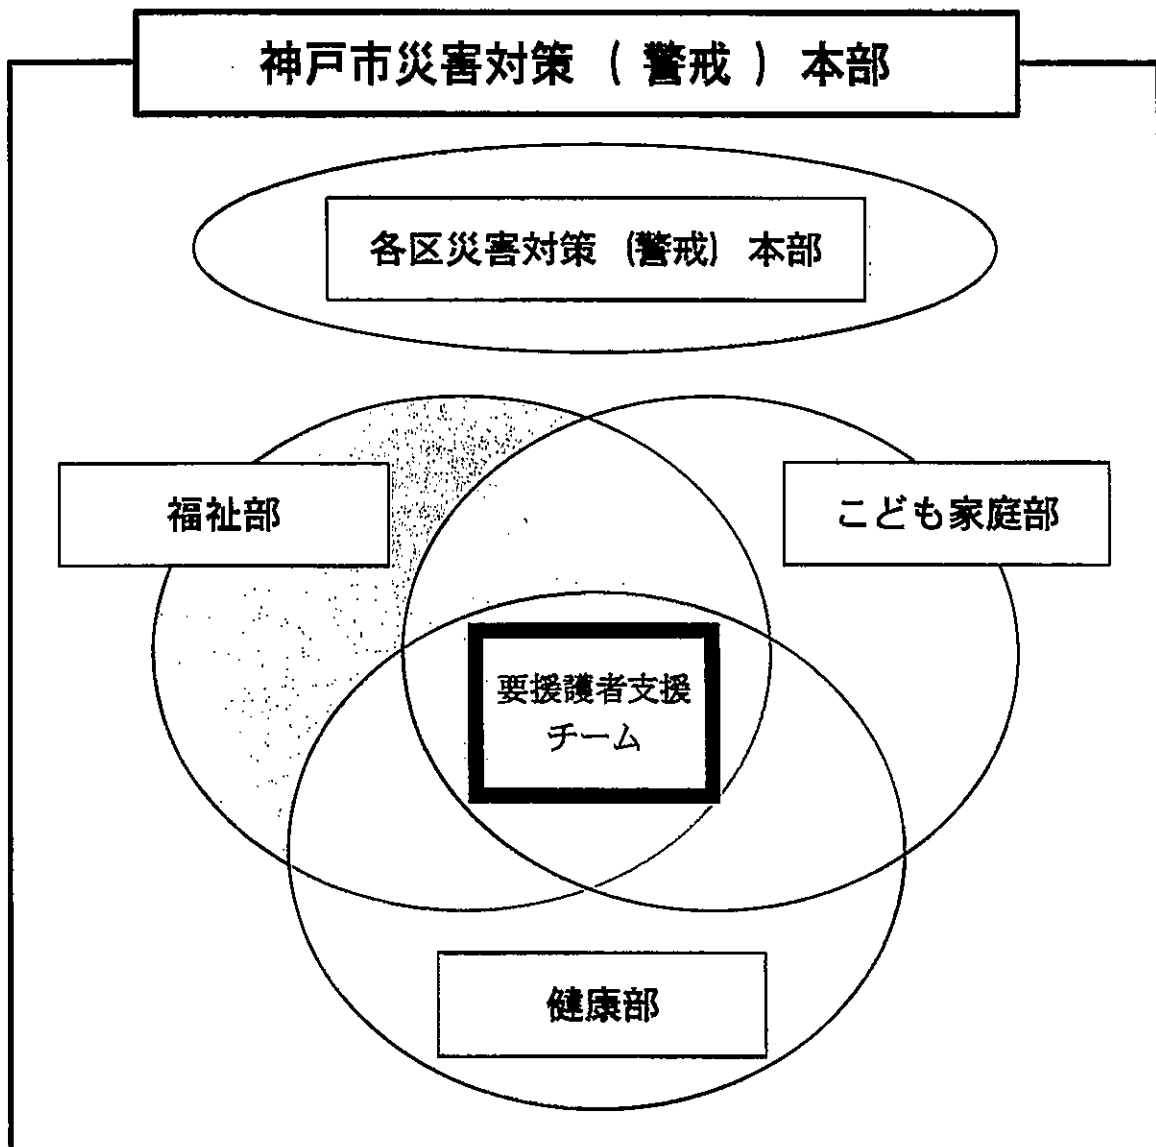 神戸市災害対策（警戒）本部
各区災害対策（警戒）本部
福祉部
こども家庭部
要援護者支援
チーム
健康部